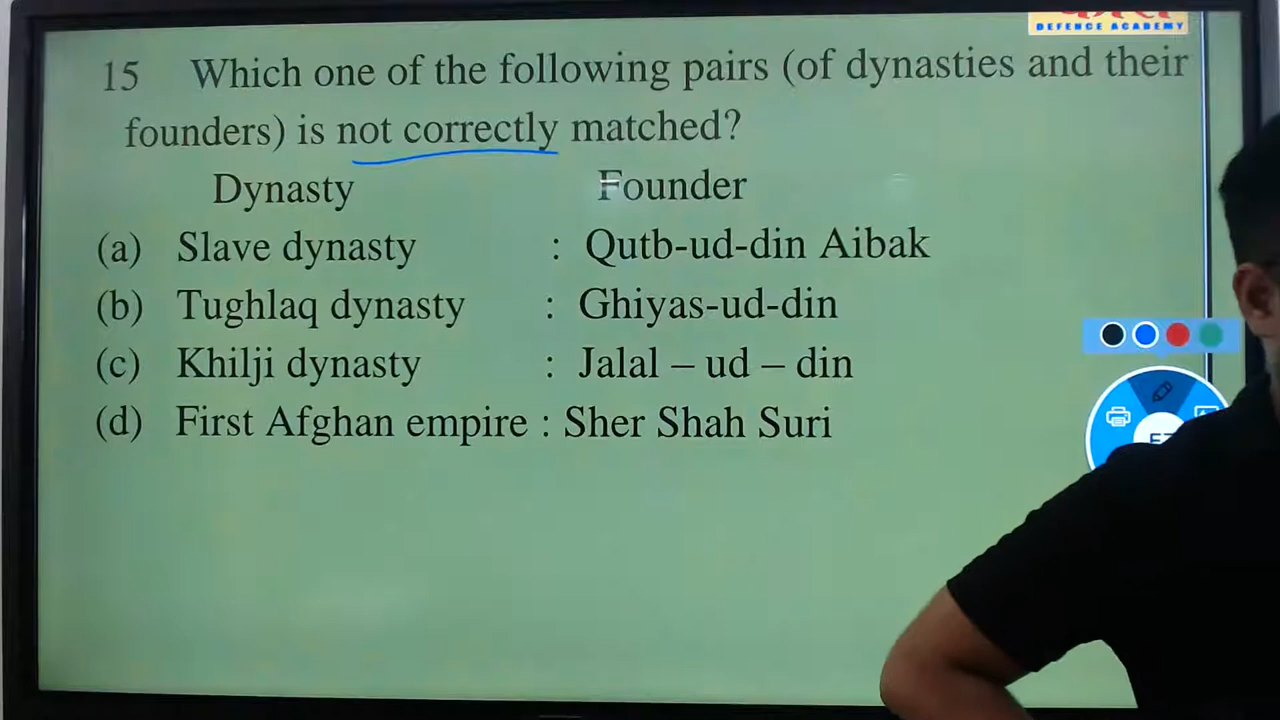 DEFENCE ACADEMY
15 Which one of the following pairs (of dynasties and their
founders) is not correctly matched?
Dynasty Founder
(a) Slave dynasty : Qutb-ud-din Aibak
(b) Tughlaq dynasty : Ghiyas-ud-din
(c) Khilji dynasty : Jalal – ud – din
(d) First Afghan empire : Sher Shah Suri